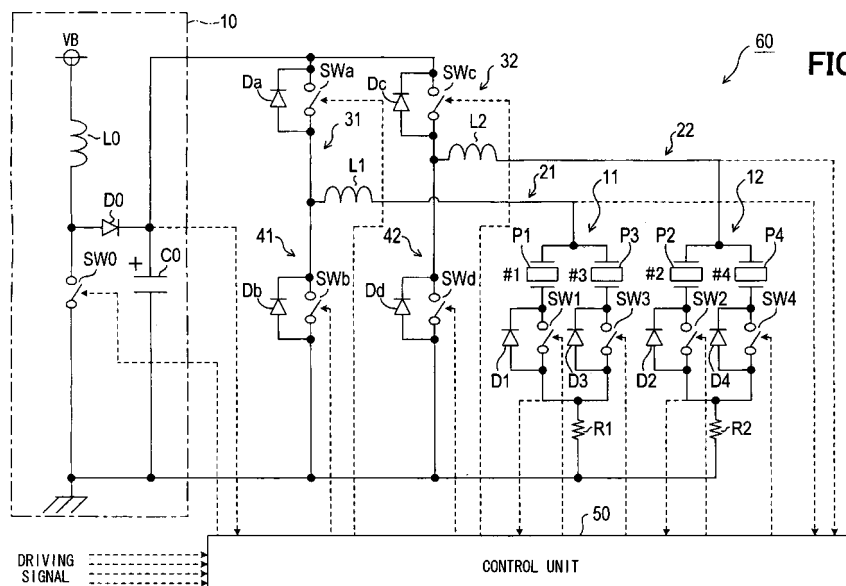 10
60
FIG
VB
Da
SWa
Dc
SWc
32
L0
31
L2
22
L1
21
11
12
D0
SW0
C0
+
41
42
P1
P3
P2
P4
#1
#3
#2
#4
Db
SWb
Dd
SWd
SW1
SW3
SW2
SW4
D1
D3
D2
D4
R1
R2
50
DRIVING
SIGNAL
CONTROL UNIT